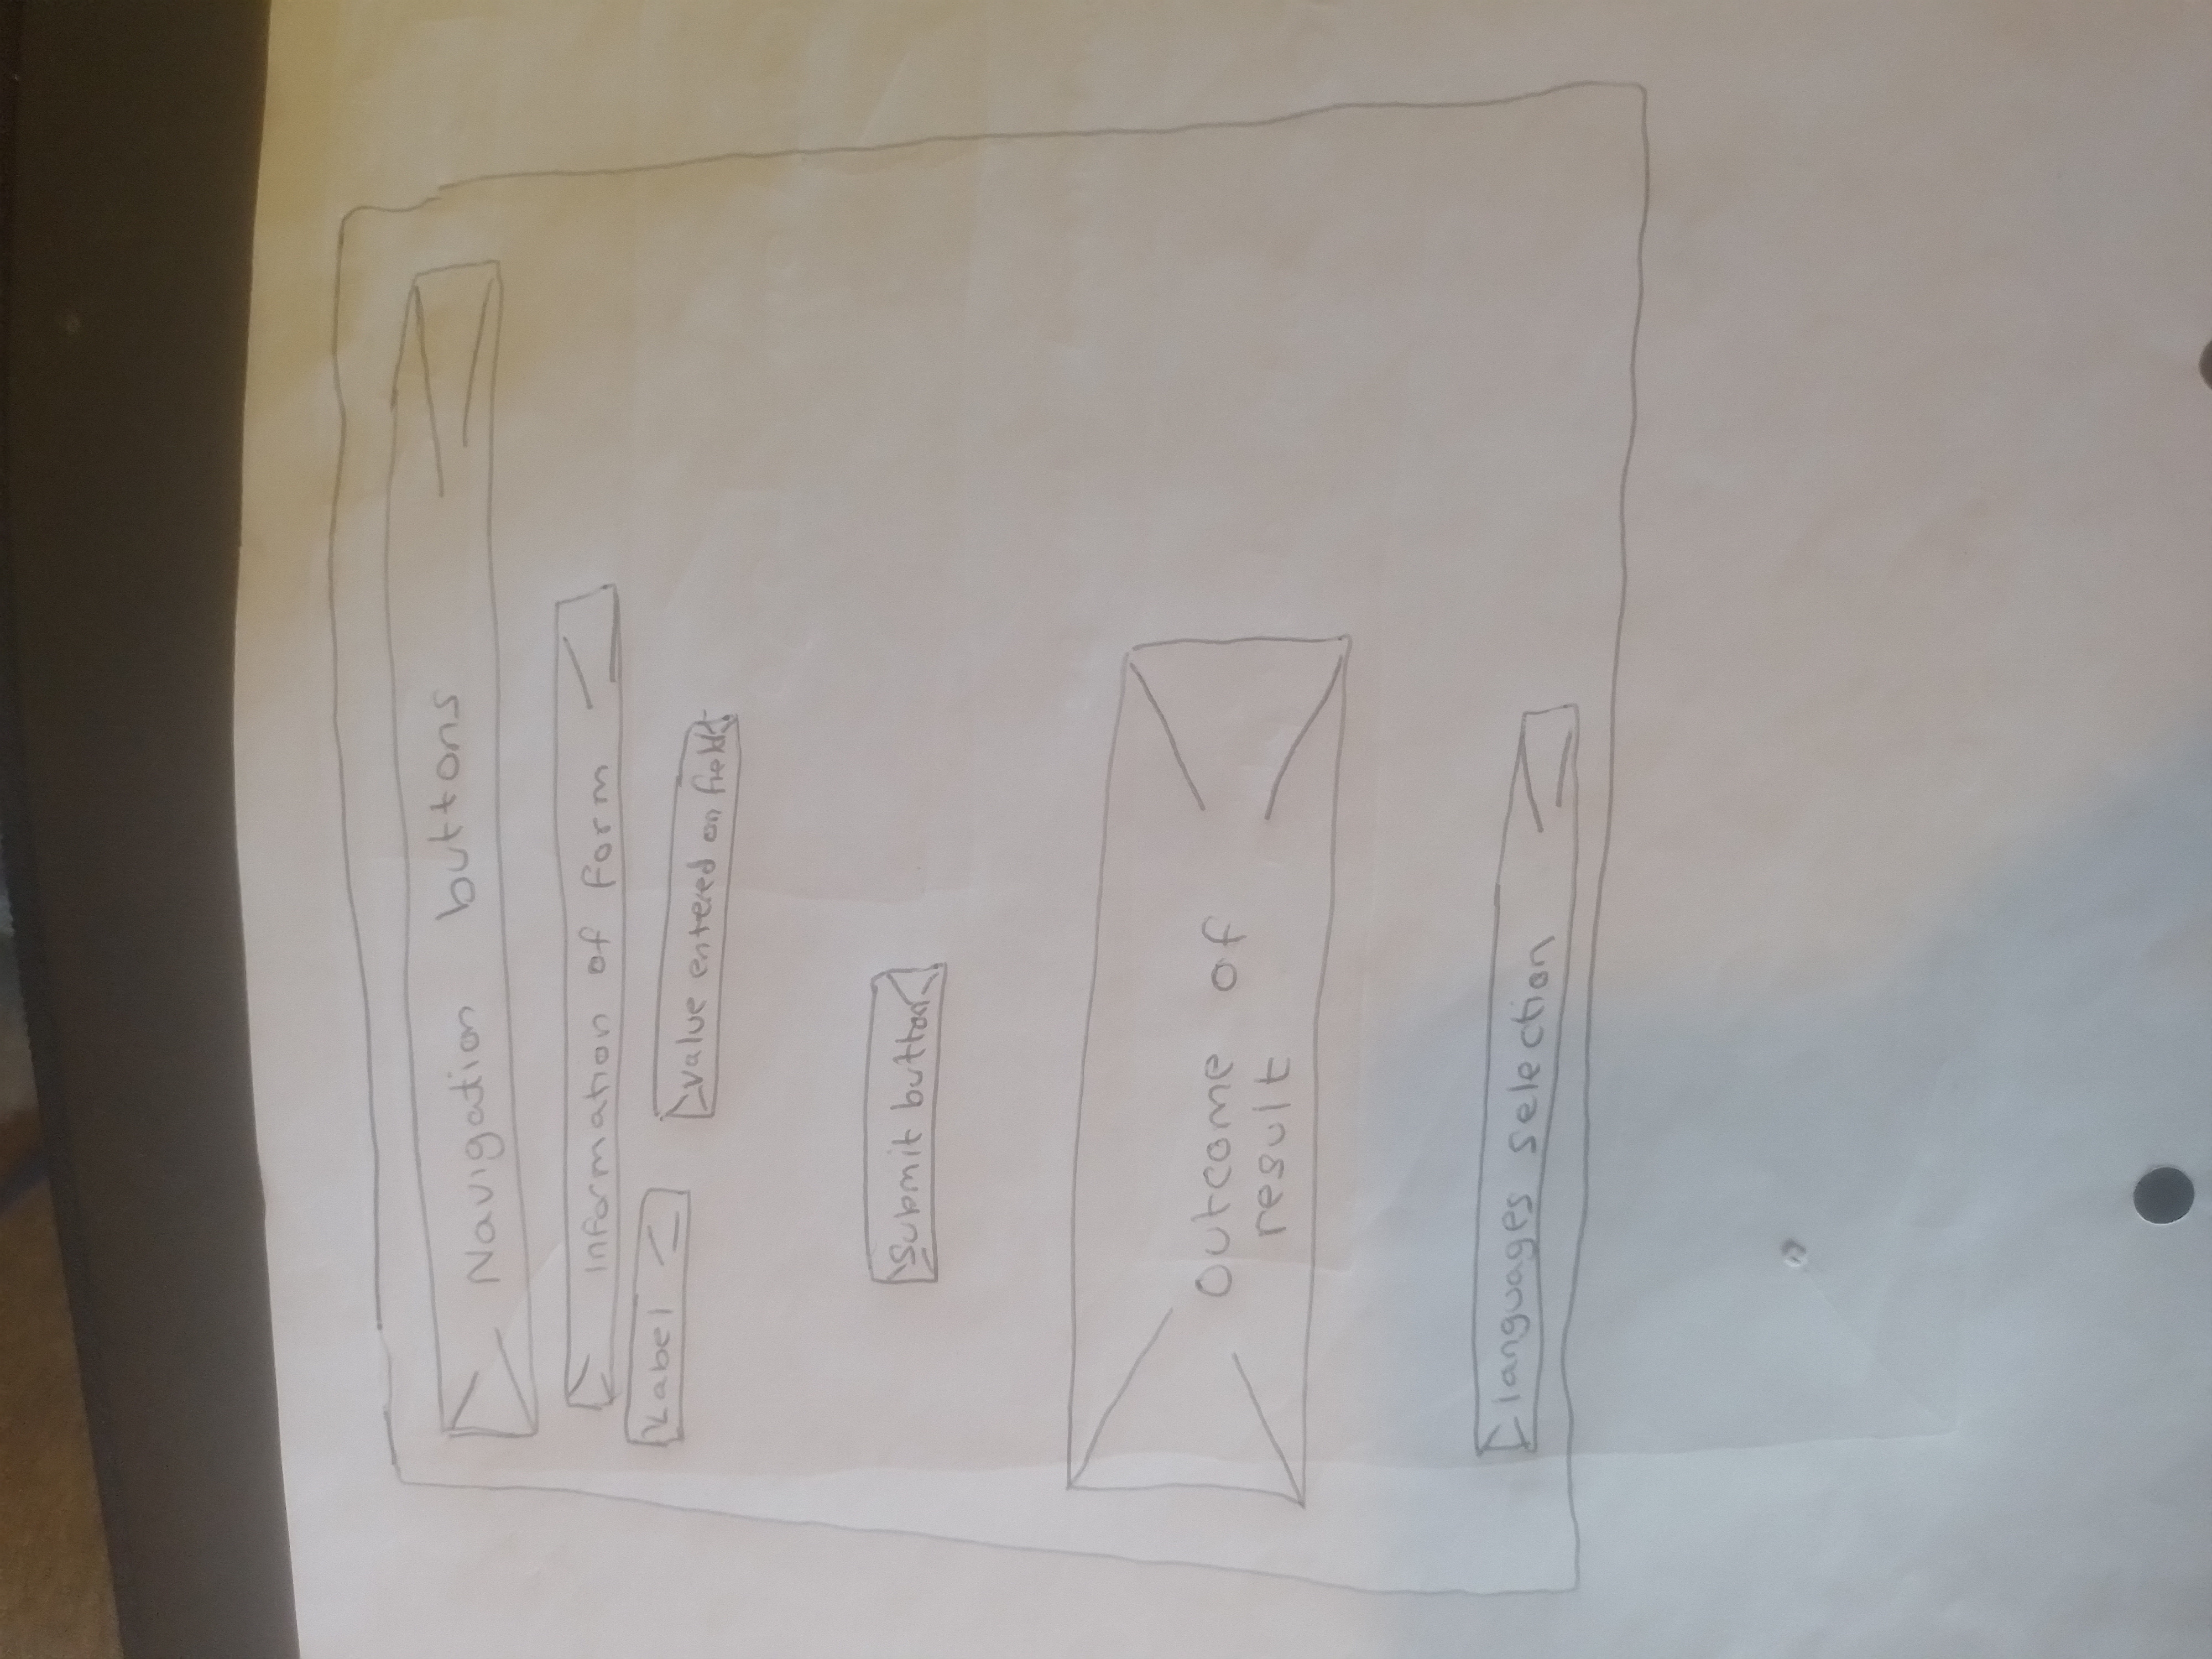 Navigation buttons
information of form
Label
value entered on field
Submit button
Outcome of
result
languages selection